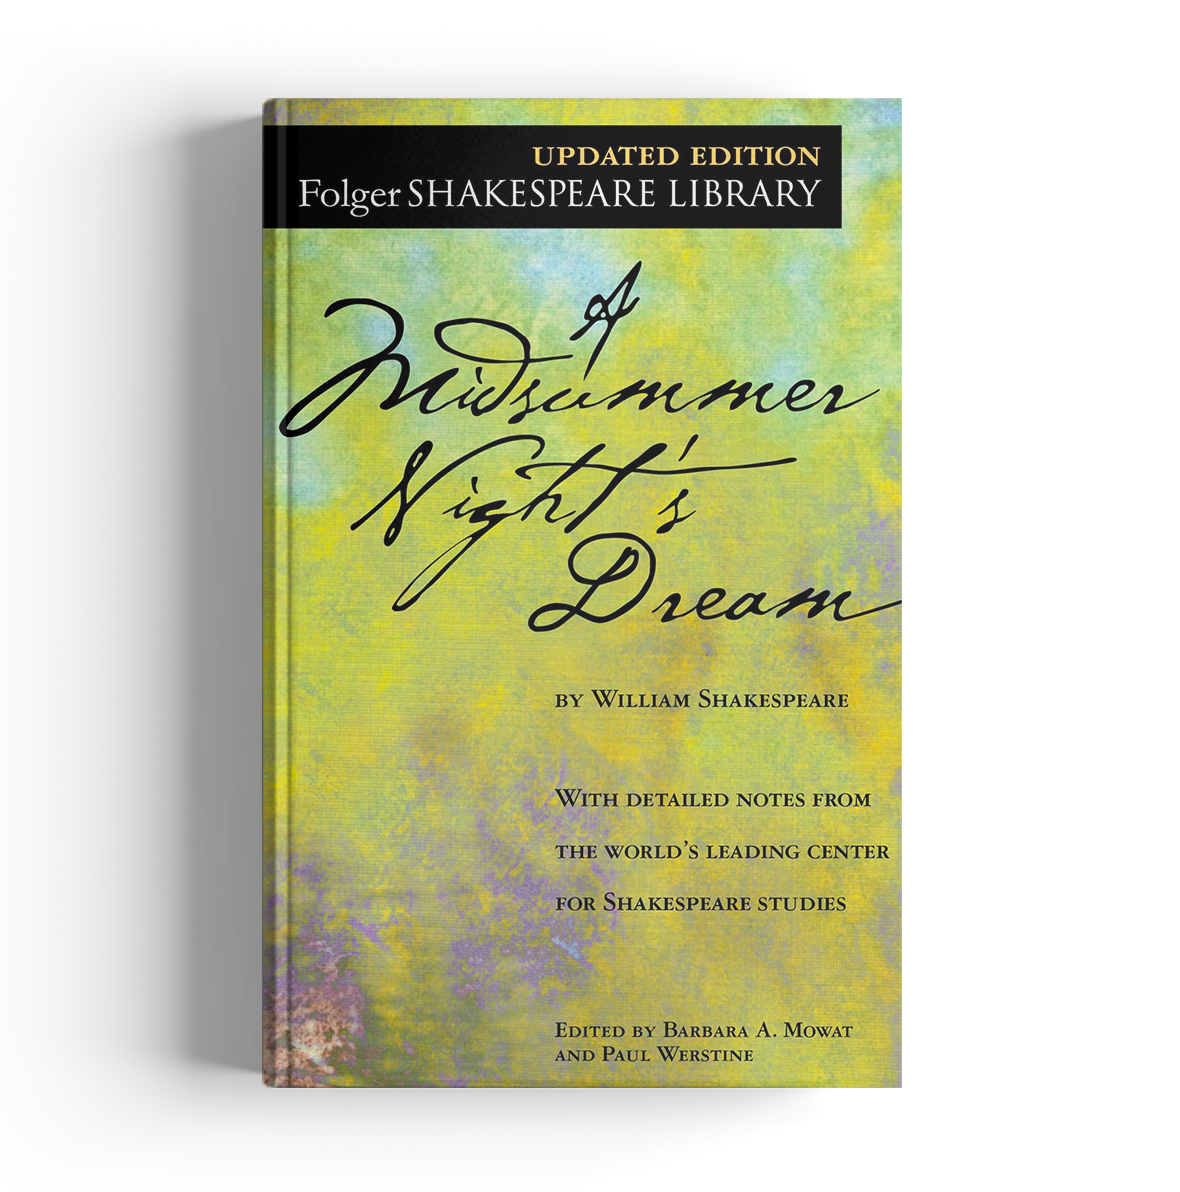 UPDATED EDITION
Folger SHAKESPEARE LIBRARY
A
Midsummer
Night's
Dream
BY WILLIAM SHAKESPEARE
WITH DETAILED NOTES FROM
THE WORLD'S LEADING CENTER
FOR SHAKESPEARE STUDIES
EDITED BY BARBARA A. MOWAT
AND PAUL WERSTINE